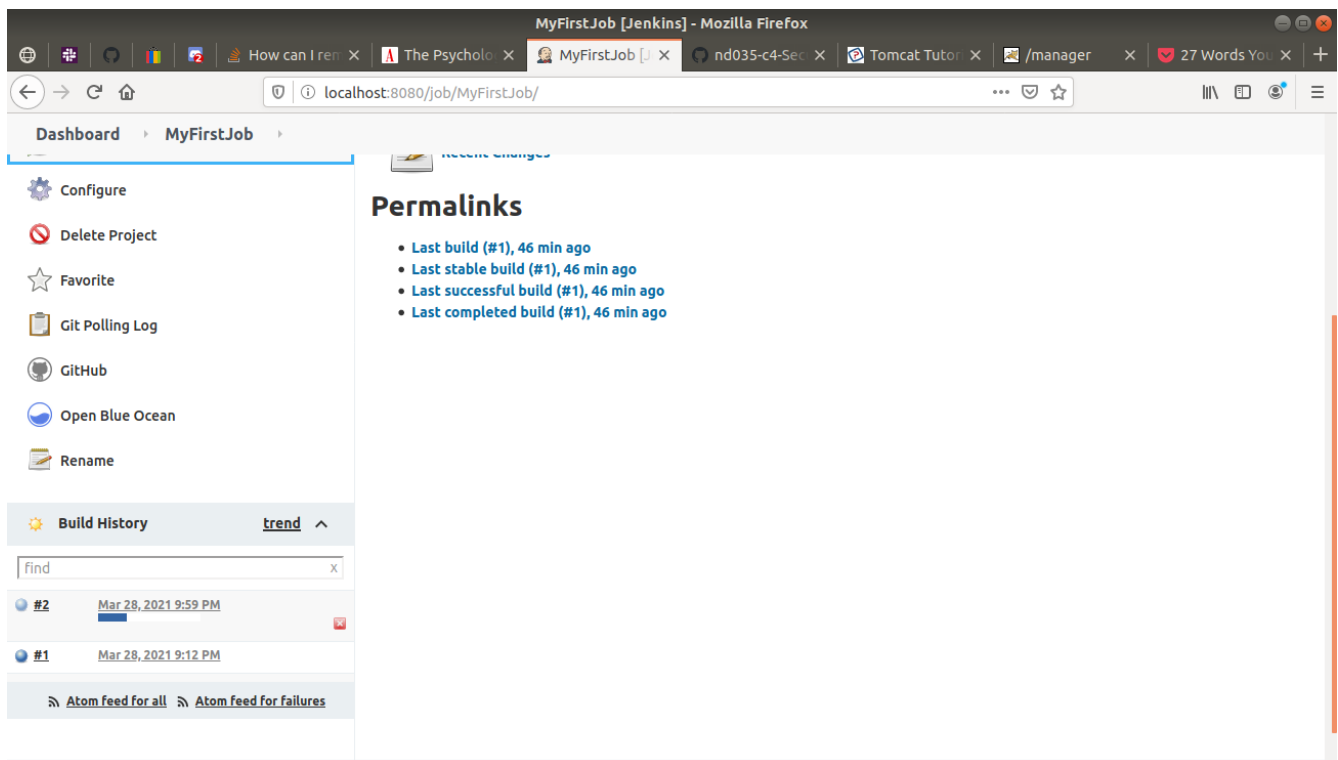 MyFirstJob [Jenkins] - Mozilla Firefox
How can I rem
The Psycholo
MyFirstJob [J
nd035-c4-Sec
Tomcat Tutor
/manager
27 Words You
localhost:8080/job/MyFirstJob/
Dashboard MyFirstJob
Recent Changes
Configure
Delete Project
Favorite
Git Polling Log
GitHub
Open Blue Ocean
Rename
Permalinks
Last build (#1), 46 min ago
Last stable build (#1), 46 min ago
Last successful build (#1), 46 min ago
Last completed build (#1), 46 min ago
Build History trend
find x
#2 Mar 28, 2021 9:59 PM
#1 Mar 28, 2021 9:12 PM
Atom feed for all Atom feed for failures